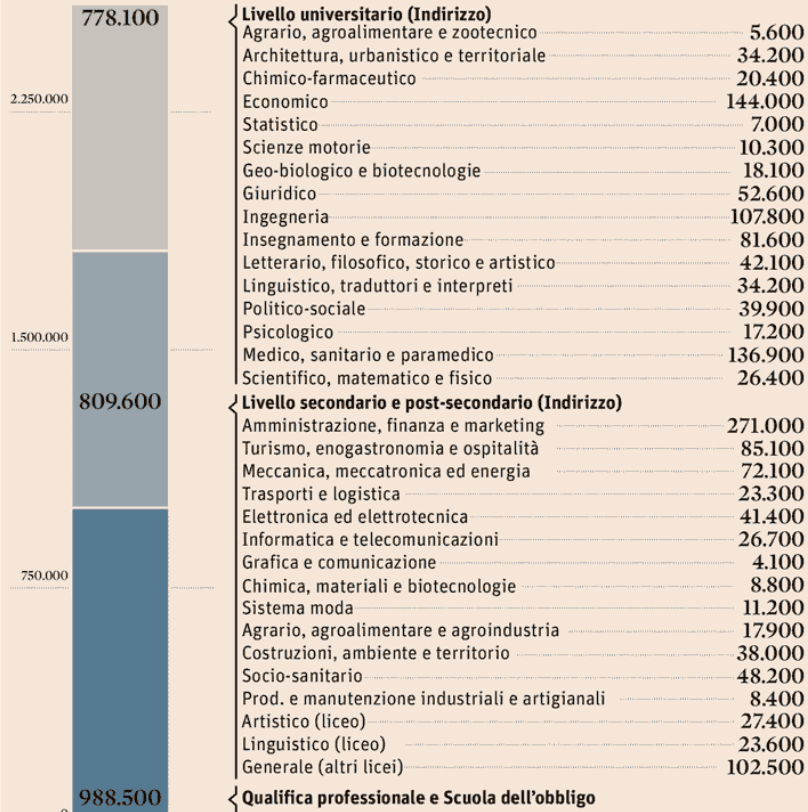 778.100
2.250.000
1.500.000
809.600
750.000
988.500
Livello universitario (Indirizzo)
Agrario, agroalimentare e zootecnico 5.600
Architettura, urbanistico e territoriale 34.200
Chimico-farmaceutico 20.400
Economico 144.000
Statistico 7.000
Scienze motorie 10.300
Geo-biologico e biotecnologie 18.100
Giuridico 52.600
Ingegneria 107.800
Insegnamento e formazione 81.600
Letterario, filosofico, storico e artistico 42.100
Linguistico, traduttori e interpreti 34.200
Politico-sociale 39.900
Psicologico 17.200
Medico, sanitario e paramedico 136.900
Scientifico, matematico e fisico 26.400
Livello secondario e post-secondario (Indirizzo)
Amministrazione, finanza e marketing 271.000
Turismo, enogastronomia e ospitalità 85.100
Meccanica, meccatronica ed energia 72.100
Trasporti e logistica 23.300
Elettronica ed elettrotecnica 41.400
Informatica e telecomunicazioni 26.700
Grafica e comunicazione 4.100
Chimica, materiali e biotecnologie 8.800
Sistema moda 11.200
Agrario, agroalimentare e agroindustria 17.900
Costruzioni, ambiente e territorio 38.000
Socio-sanitario 48.200
Prod. e manutenzione industriali e artigianali 8.400
Artistico (liceo) 27.400
Linguistico (liceo) 23.600
Generale (altri licei) 102.500
Qualifica professionale e Scuola dell'obbligo